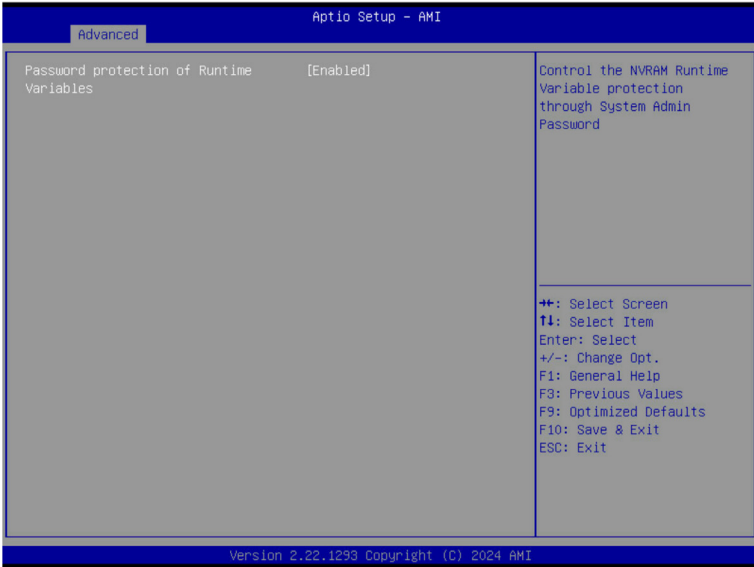 Aptio Setup – AMI
Advanced
Password protection of Runtime [Enabled]
Variables
Control the NVRAM Runtime
Variable protection
through System Admin
Password
→←: Select Screen
↑↓: Select Item
Enter: Select
+/-: Change Opt.
F1: General Help
F3: Previous Values
F9: Optimized Defaults
F10: Save & Exit
ESC: Exit
Version 2.22.1293 Copyright (C) 2024 AMI